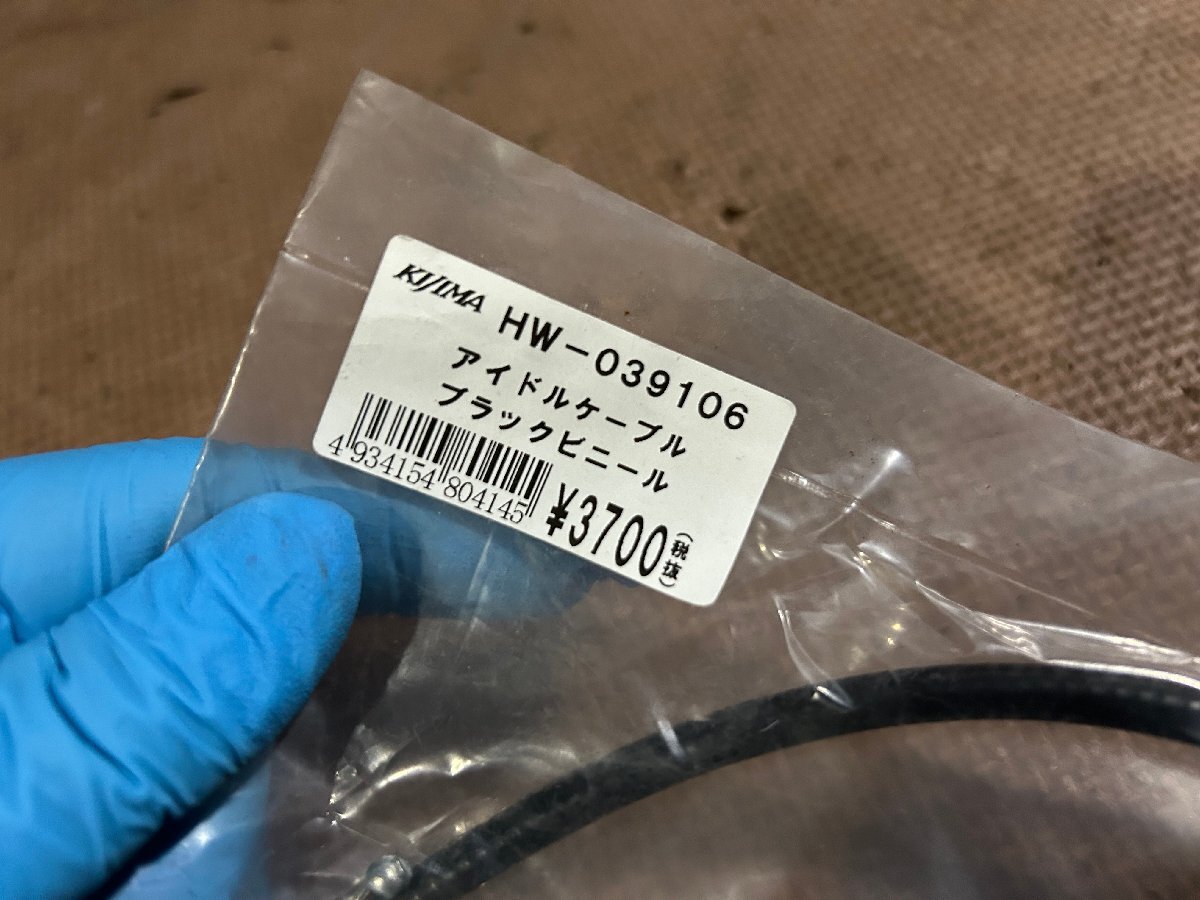 KIJIMA HW-039106
アイドルケーブル
ブラックビニール
4 934154 804145
¥3700(税抜)